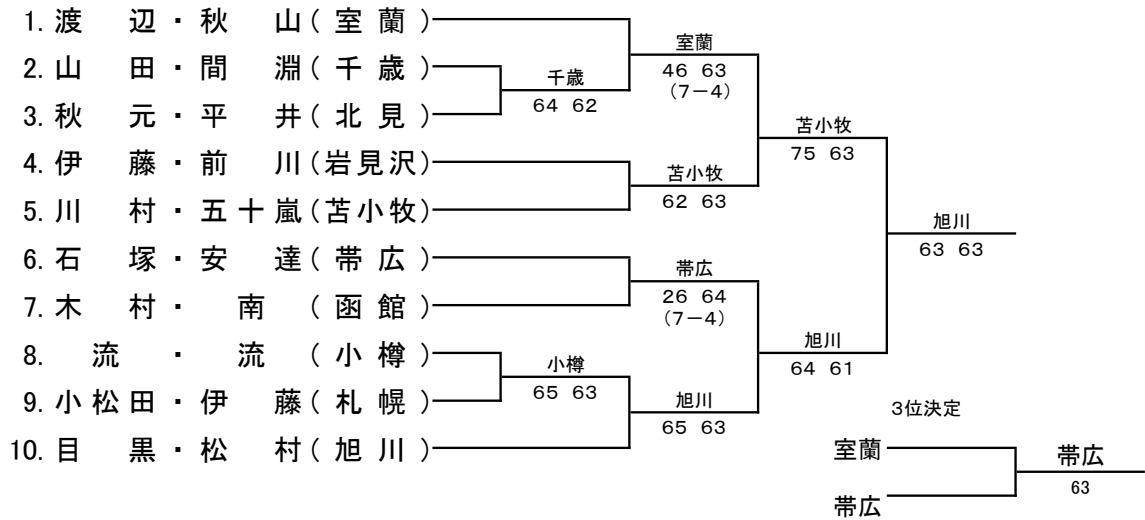 1. 渡 辺・秋 山(室 蘭)
2. 山 田・間 淵(千 歳)
3. 秋 元・平 井(北 見)
4. 伊 藤・前 川(岩見沢)
5. 川 村・五十嵐(苫小牧)
6. 石 塚・安 達(帯 広)
7. 木 村・ 南 (函 館)
8. 流 ・ 流 (小 樽)
9. 小松田・伊 藤(札 幌)
10. 目 黒・松 村(旭 川)
千歳
64 62
小樽
65 63
室蘭
46 63
(7-4)
苫小牧
62 63
帯広
26 64
(7-4)
旭川
65 63
苫小牧
75 63
旭川
64 61
旭川
63 63
3位決定
室蘭
帯広
帯広
63